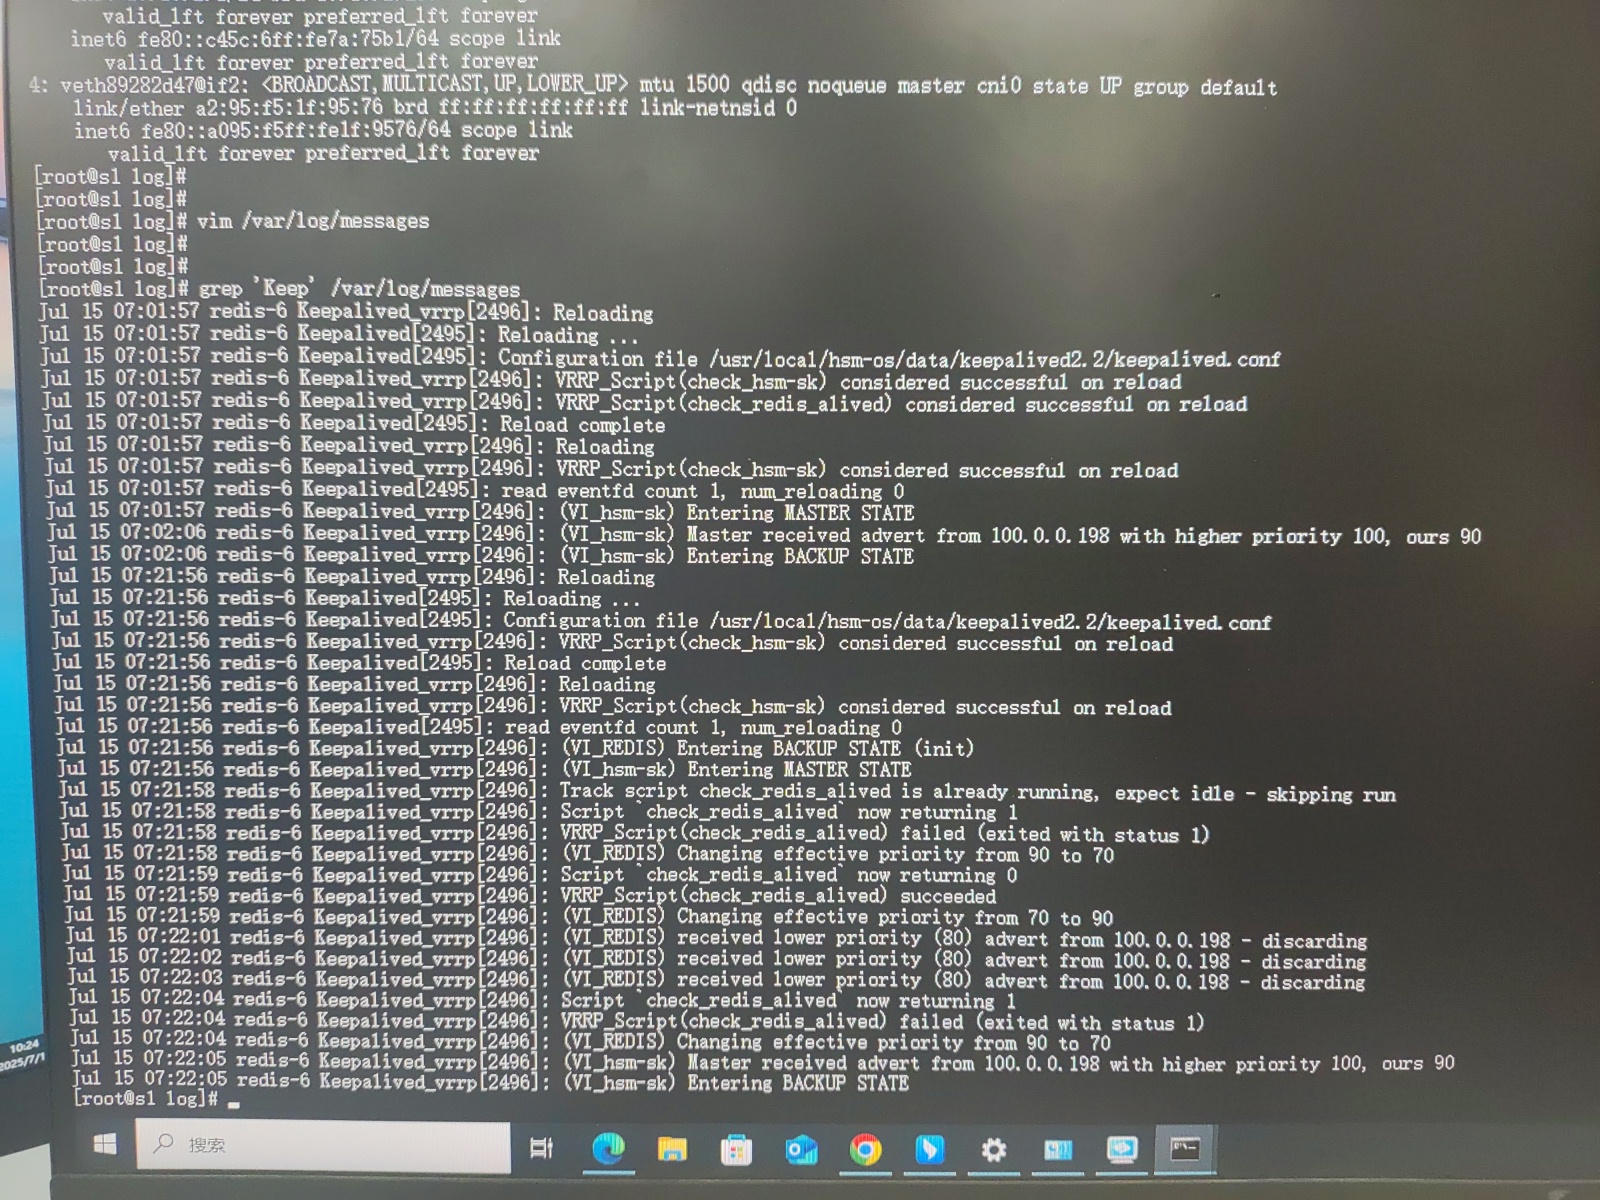 valid_lft forever preferred_lft forever
inet6 fe80::c45c:6ff:fe7a:75b1/64 scope link
valid_lft forever preferred_lft forever
4: veth89282d47@if2: <BROADCAST,MULTICAST,UP,LOWER_UP> mtu 1500 qdisc noqueue master cni0 state UP group default
link/ether a2:95:f5:1f:95:76 brd ff:ff:ff:ff:ff:ff link-netnsid 0
inet6 fe80::a095:f5ff:fe1f:9576/64 scope link
valid_lft forever preferred_lft forever
[root@s1 log]#
[root@s1 log]#
[root@s1 log]# vim /var/log/messages
[root@s1 log]#
[root@s1 log]#
[root@s1 log]# grep 'Keep' /var/log/messages
Jul 15 07:01:57 redis-6 Keepalived_vrrp[2496]: Reloading
Jul 15 07:01:57 redis-6 Keepalived[2495]: Reloading ...
Jul 15 07:01:57 redis-6 Keepalived[2495]: Configuration file /usr/local/hsm-os/data/keepalived2.2/keepalived.conf
Jul 15 07:01:57 redis-6 Keepalived_vrrp[2496]: VRRP_Script(check_hsm-sk) considered successful on reload
Jul 15 07:01:57 redis-6 Keepalived_vrrp[2496]: VRRP_Script(check_redis_alived) considered successful on reload
Jul 15 07:01:57 redis-6 Keepalived[2495]: Reload complete
Jul 15 07:01:57 redis-6 Keepalived_vrrp[2496]: Reloading
Jul 15 07:01:57 redis-6 Keepalived_vrrp[2496]: VRRP_Script(check_hsm-sk) considered successful on reload
Jul 15 07:01:57 redis-6 Keepalived[2495]: read eventfd count 1, num_reloading 0
Jul 15 07:01:57 redis-6 Keepalived_vrrp[2496]: (VI_hsm-sk) Entering MASTER STATE
Jul 15 07:02:06 redis-6 Keepalived_vrrp[2496]: (VI_hsm-sk) Master received advert from 100.0.0.198 with higher priority 100, ours 90
Jul 15 07:02:06 redis-6 Keepalived_vrrp[2496]: (VI_hsm-sk) Entering BACKUP STATE
Jul 15 07:21:56 redis-6 Keepalived_vrrp[2496]: Reloading
Jul 15 07:21:56 redis-6 Keepalived[2495]: Reloading ...
Jul 15 07:21:56 redis-6 Keepalived[2495]: Configuration file /usr/local/hsm-os/data/keepalived2.2/keepalived.conf
Jul 15 07:21:56 redis-6 Keepalived_vrrp[2496]: VRRP_Script(check_hsm-sk) considered successful on reload
Jul 15 07:21:56 redis-6 Keepalived[2495]: Reload complete
Jul 15 07:21:56 redis-6 Keepalived_vrrp[2496]: Reloading
Jul 15 07:21:56 redis-6 Keepalived_vrrp[2496]: VRRP_Script(check_hsm-sk) considered successful on reload
Jul 15 07:21:56 redis-6 Keepalived[2495]: read eventfd count 1, num_reloading 0
Jul 15 07:21:56 redis-6 Keepalived_vrrp[2496]: (VI_REDIS) Entering BACKUP STATE (init)
Jul 15 07:21:56 redis-6 Keepalived_vrrp[2496]: (VI_hsm-sk) Entering MASTER STATE
Jul 15 07:21:58 redis-6 Keepalived_vrrp[2496]: Track script check_redis_alived is already running, expect idle - skipping run
Jul 15 07:21:58 redis-6 Keepalived_vrrp[2496]: Script `check_redis_alived` now returning 1
Jul 15 07:21:58 redis-6 Keepalived_vrrp[2496]: VRRP_Script(check_redis_alived) failed (exited with status 1)
Jul 15 07:21:58 redis-6 Keepalived_vrrp[2496]: (VI_REDIS) Changing effective priority from 90 to 70
Jul 15 07:21:59 redis-6 Keepalived_vrrp[2496]: Script `check_redis_alived` now returning 0
Jul 15 07:21:59 redis-6 Keepalived_vrrp[2496]: VRRP_Script(check_redis_alived) succeeded
Jul 15 07:21:59 redis-6 Keepalived_vrrp[2496]: (VI_REDIS) Changing effective priority from 70 to 90
Jul 15 07:22:01 redis-6 Keepalived_vrrp[2496]: (VI_REDIS) received lower priority (80) advert from 100.0.0.198 - discarding
Jul 15 07:22:02 redis-6 Keepalived_vrrp[2496]: (VI_REDIS) received lower priority (80) advert from 100.0.0.198 - discarding
Jul 15 07:22:03 redis-6 Keepalived_vrrp[2496]: (VI_REDIS) received lower priority (80) advert from 100.0.0.198 - discarding
Jul 15 07:22:04 redis-6 Keepalived_vrrp[2496]: Script `check_redis_alived` now returning 1
Jul 15 07:22:04 redis-6 Keepalived_vrrp[2496]: VRRP_Script(check_redis_alived) failed (exited with status 1)
Jul 15 07:22:04 redis-6 Keepalived_vrrp[2496]: (VI_REDIS) Changing effective priority from 90 to 70
Jul 15 07:22:05 redis-6 Keepalived_vrrp[2496]: (VI_hsm-sk) Master received advert from 100.0.0.198 with higher priority 100, ours 90
Jul 15 07:22:05 redis-6 Keepalived_vrrp[2496]: (VI_hsm-sk) Entering BACKUP STATE
[root@s1 log]# _
10:24
2025/7/1
搜索